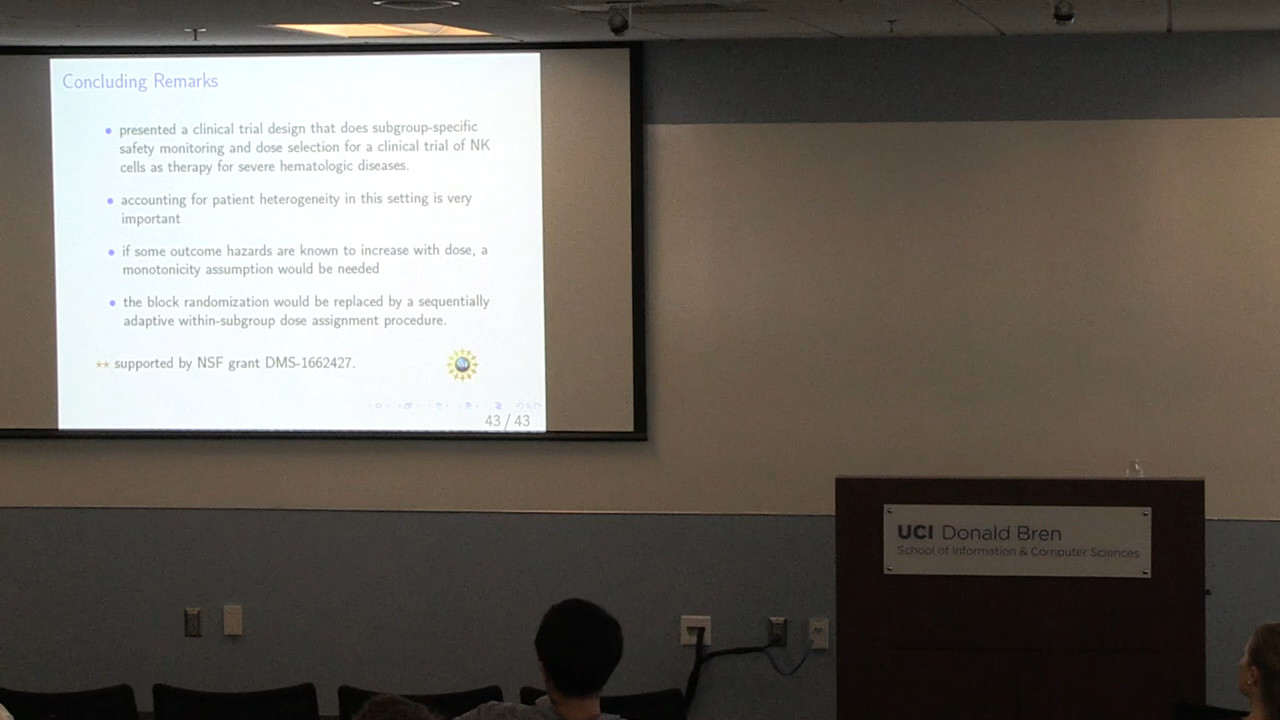 Concluding Remarks
• presented a clinical trial design that does subgroup-specific
safety monitoring and dose selection for a clinical trial of NK
cells as therapy for severe hematologic diseases.
• accounting for patient heterogeneity in this setting is very
important
• if some outcome hazards are known to increase with dose, a
monotonicity assumption would be needed
• the block randomization would be replaced by a sequentially
adaptive within-subgroup dose assignment procedure.
** supported by NSF grant DMS-1662427.
43 / 43
UCI Donald Bren
School of Information & Computer Sciences